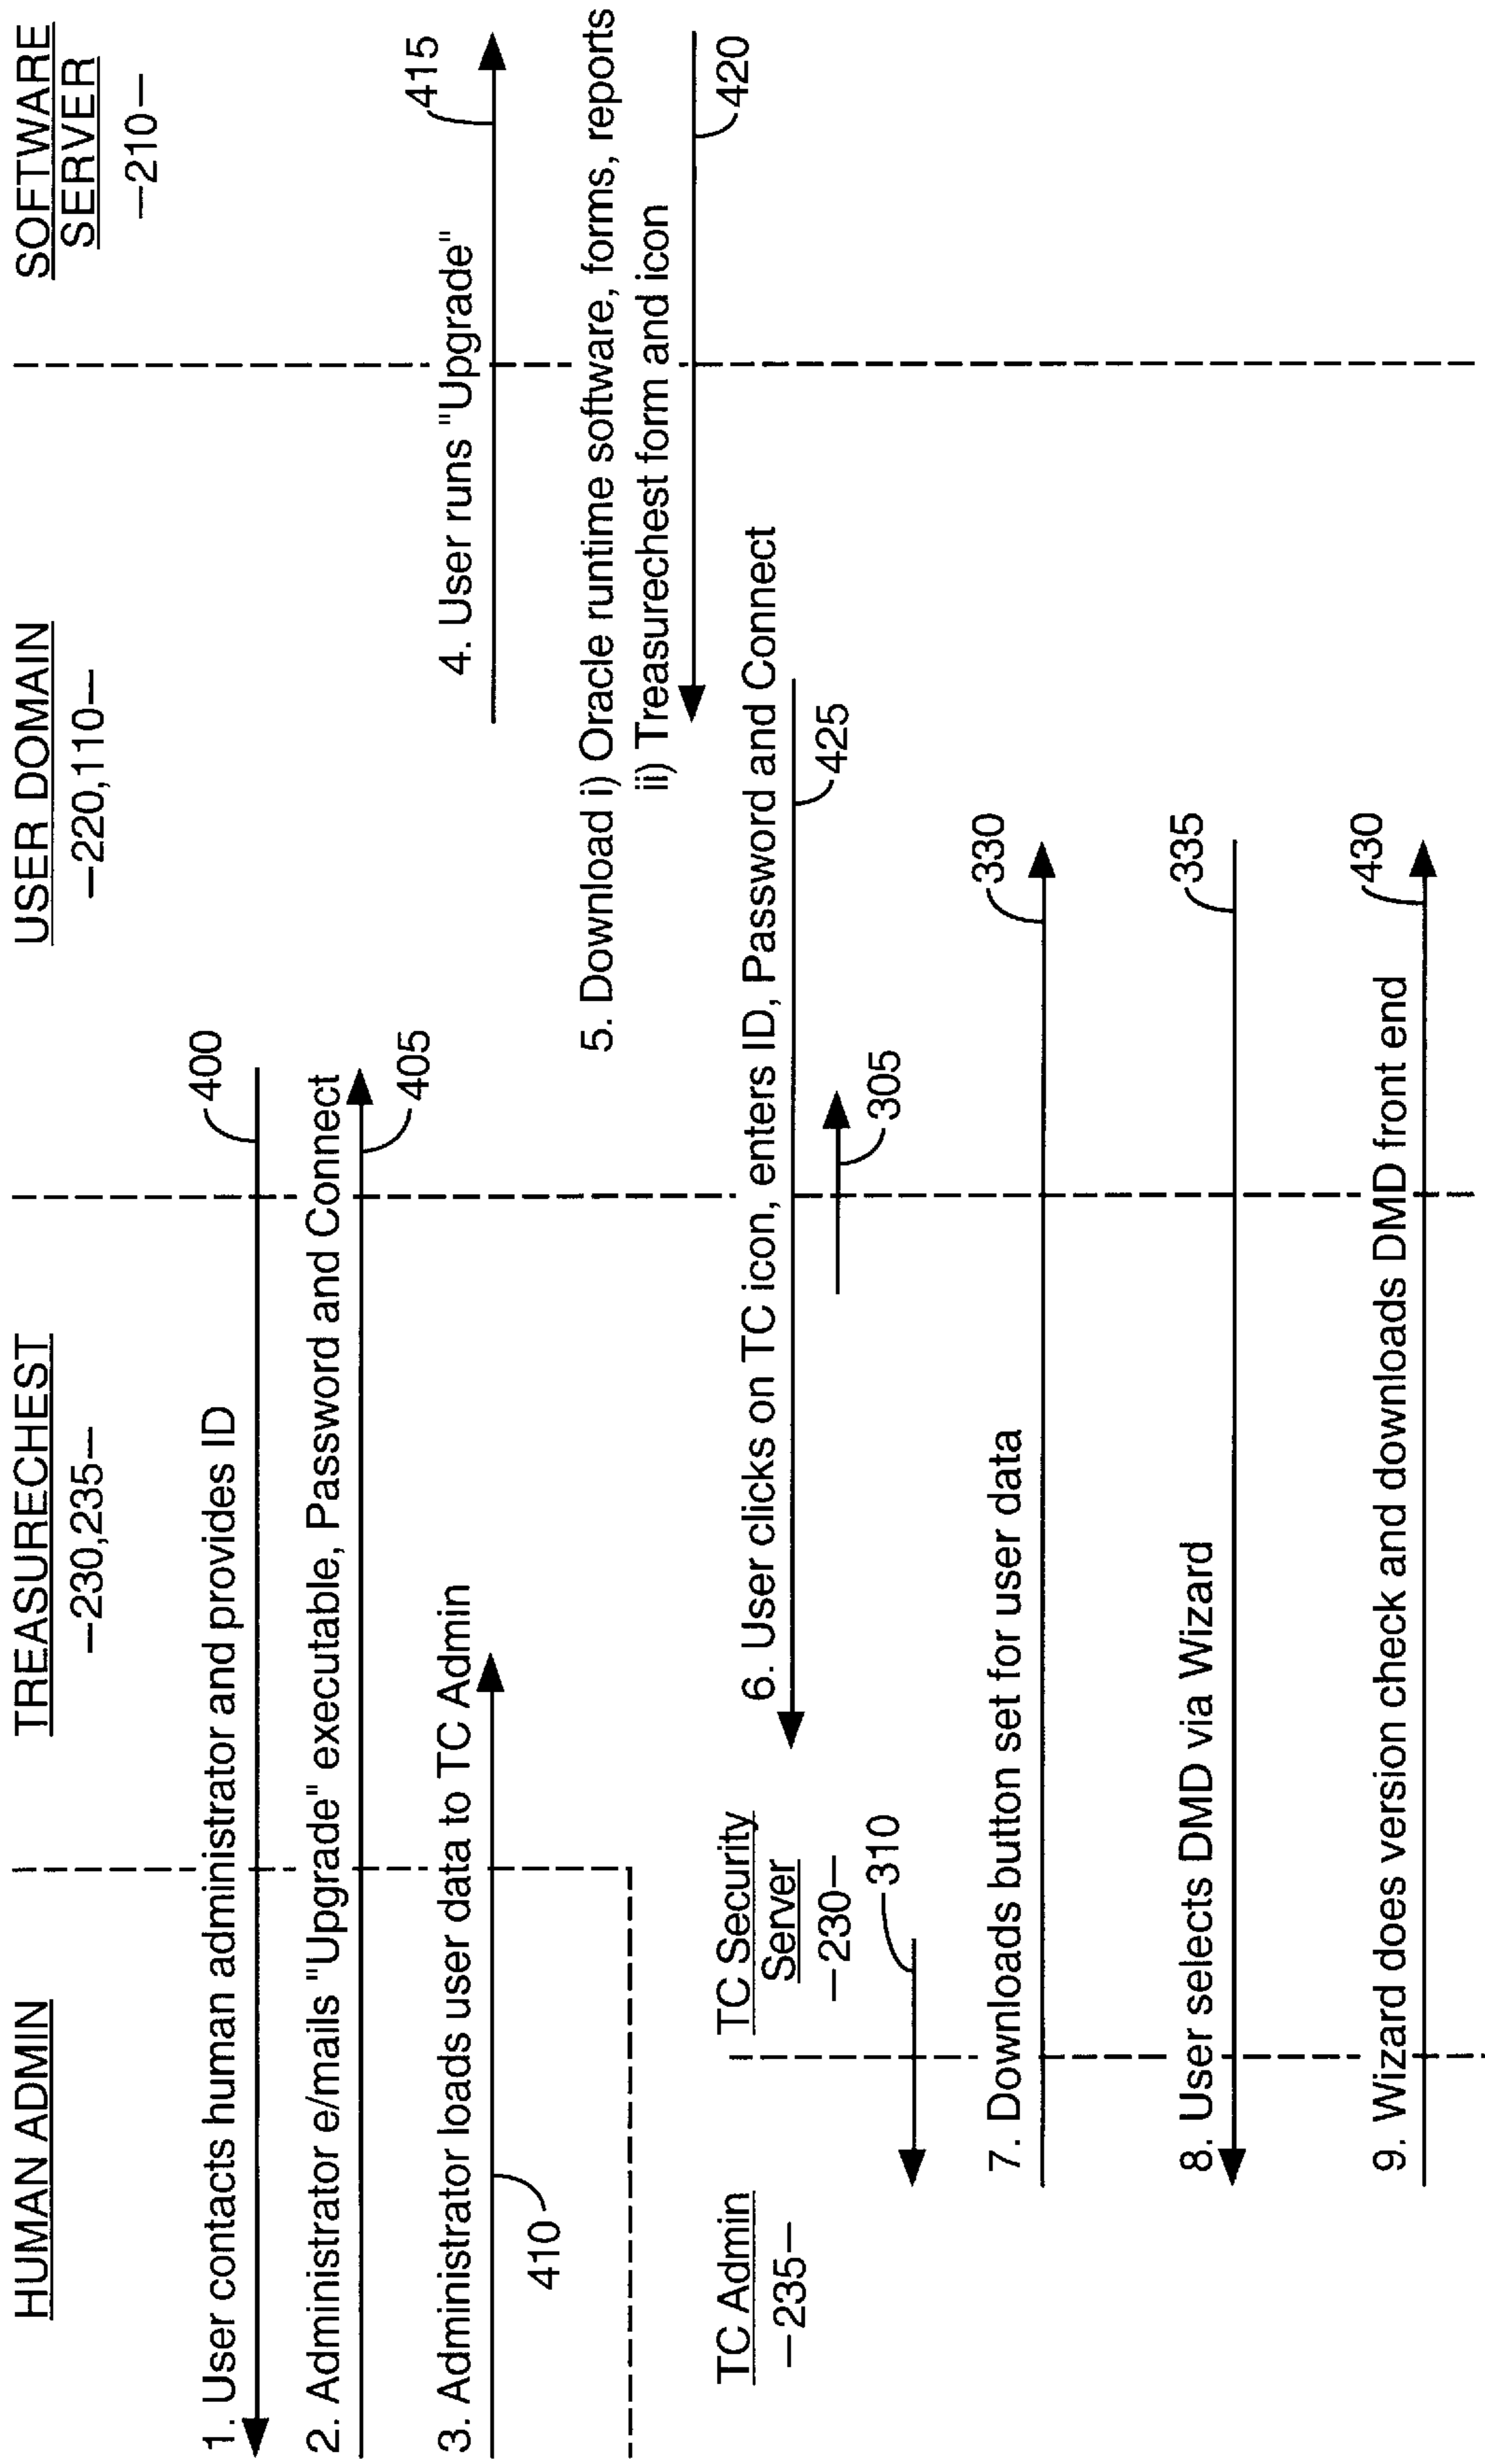 HUMAN ADMIN
TREASURECHEST
–230,235–
USER DOMAIN
–220,110–
SOFTWARE
SERVER
–210–
1. User contacts human administrator and provides ID
400
2. Administrator e/mails "Upgrade" executable, Password and Connect
405
3. Administrator loads user data to TC Admin
410
4. User runs "Upgrade"
415
5. Download i) Oracle runtime software, forms, reports
ii) Treasurechest form and icon
420
TC Admin
–235–
TC Security
Server
–230–
6. User clicks on TC icon, enters ID, Password and Connect
425
305
310
7. Downloads button set for user data
330
8. User selects DMD via Wizard
335
9. Wizard does version check and downloads DMD front end
430